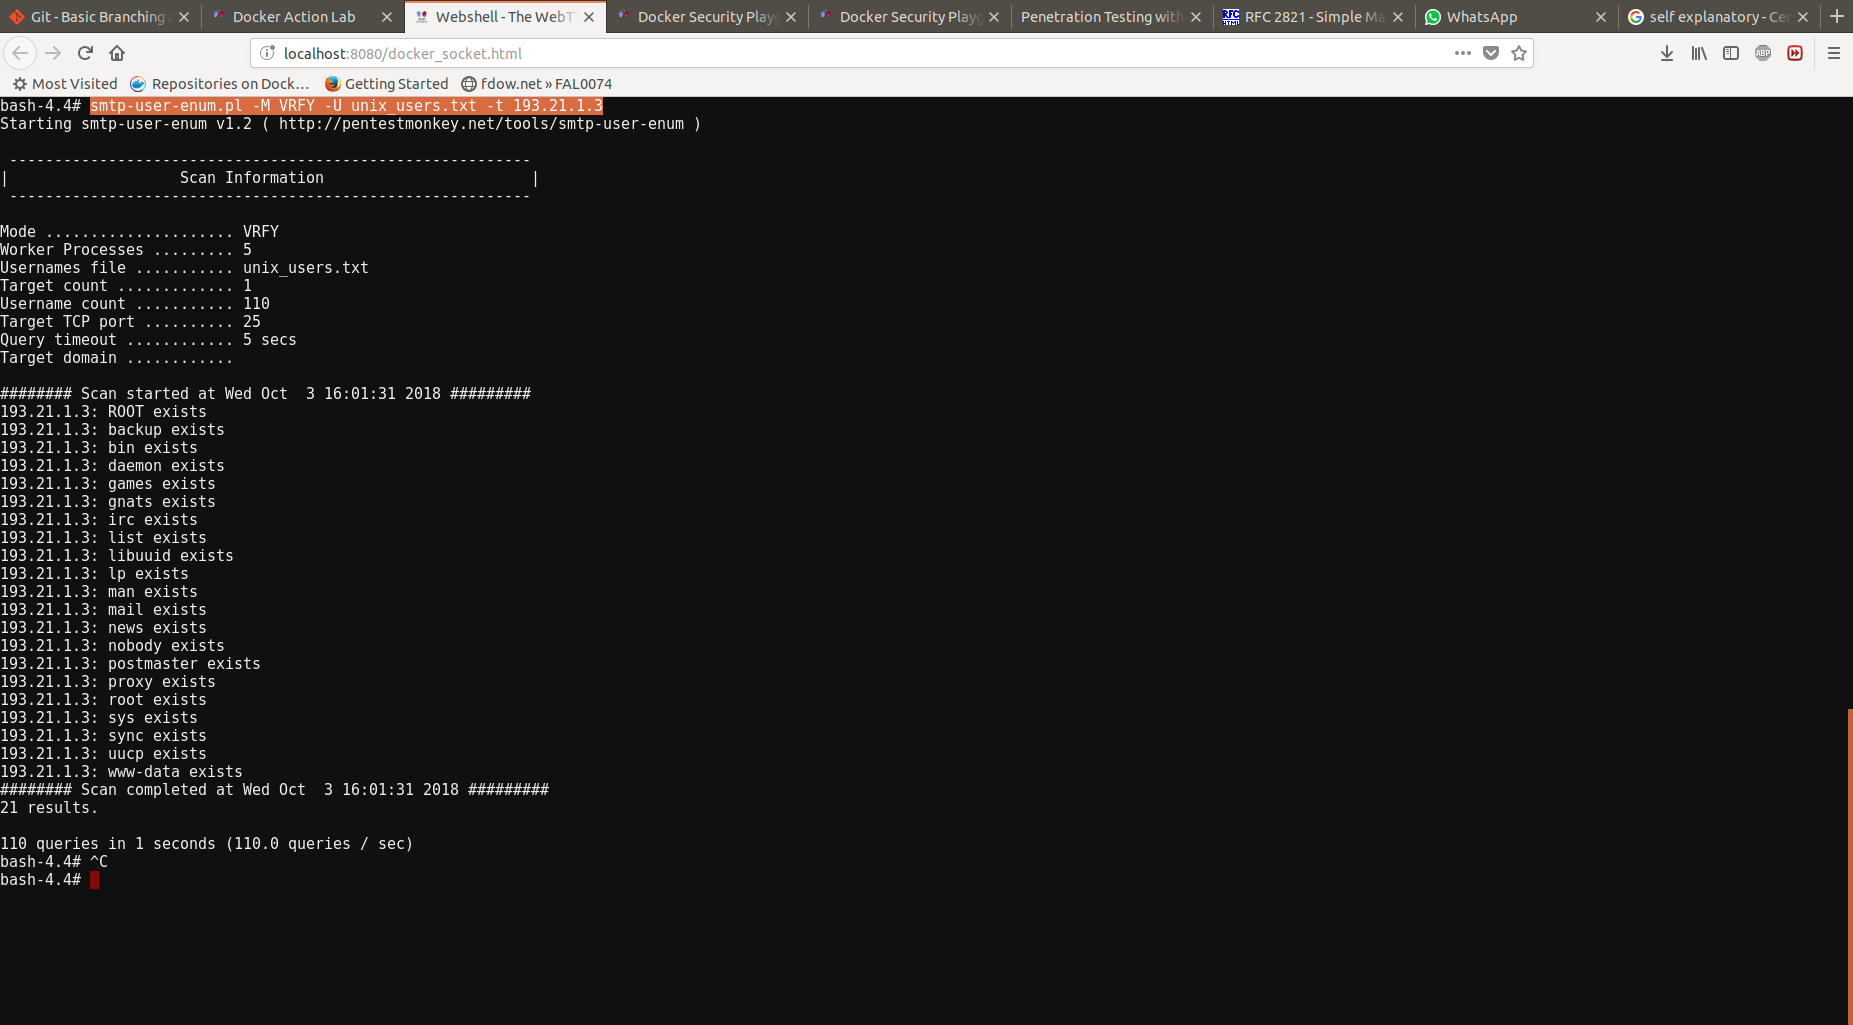 Git - Basic Branching a
Docker Action Lab
Webshell - The WebT
Docker Security Playg
Docker Security Playg
Penetration Testing with
RFC 2821 - Simple Ma
WhatsApp
self explanatory - Cer
localhost:8080/docker_socket.html
ABP
Most Visited
Repositories on Dock…
Getting Started
fdow.net » FAL0074
bash-4.4# smtp-user-enum.pl -M VRFY -U unix_users.txt -t 193.21.1.3
Starting smtp-user-enum v1.2 ( http://pentestmonkey.net/tools/smtp-user-enum )
 ----------------------------------------------------------
|                   Scan Information                       |
 ----------------------------------------------------------
Mode ..................... VRFY
Worker Processes ......... 5
Usernames file ........... unix_users.txt
Target count ............. 1
Username count ........... 110
Target TCP port .......... 25
Query timeout ............ 5 secs
Target domain ............
######## Scan started at Wed Oct  3 16:01:31 2018 #########
193.21.1.3: ROOT exists
193.21.1.3: backup exists
193.21.1.3: bin exists
193.21.1.3: daemon exists
193.21.1.3: games exists
193.21.1.3: gnats exists
193.21.1.3: irc exists
193.21.1.3: list exists
193.21.1.3: libuuid exists
193.21.1.3: lp exists
193.21.1.3: man exists
193.21.1.3: mail exists
193.21.1.3: news exists
193.21.1.3: nobody exists
193.21.1.3: postmaster exists
193.21.1.3: proxy exists
193.21.1.3: root exists
193.21.1.3: sys exists
193.21.1.3: sync exists
193.21.1.3: uucp exists
193.21.1.3: www-data exists
######## Scan completed at Wed Oct  3 16:01:31 2018 #########
21 results.
110 queries in 1 seconds (110.0 queries / sec)
bash-4.4# ^C
bash-4.4#